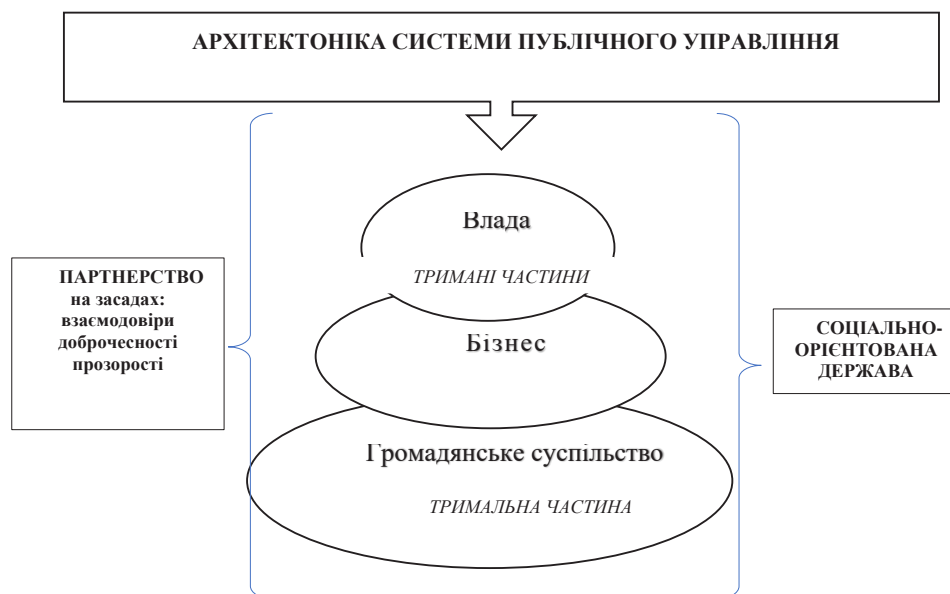 АРХІТЕКТОНІКА СИСТЕМИ ПУБЛІЧНОГО УПРАВЛІННЯ
Влада
ТРИМАНІ ЧАСТИНИ
ПАРТНЕРСТВО
на засадах:
взаємодовіри
доброчесності
прозорості
Бізнес
СОЦІАЛЬНО-
ОРІЄНТОВАНА
ДЕРЖАВА
Громадянське суспільство
ТРИМАЛЬНА ЧАСТИНА